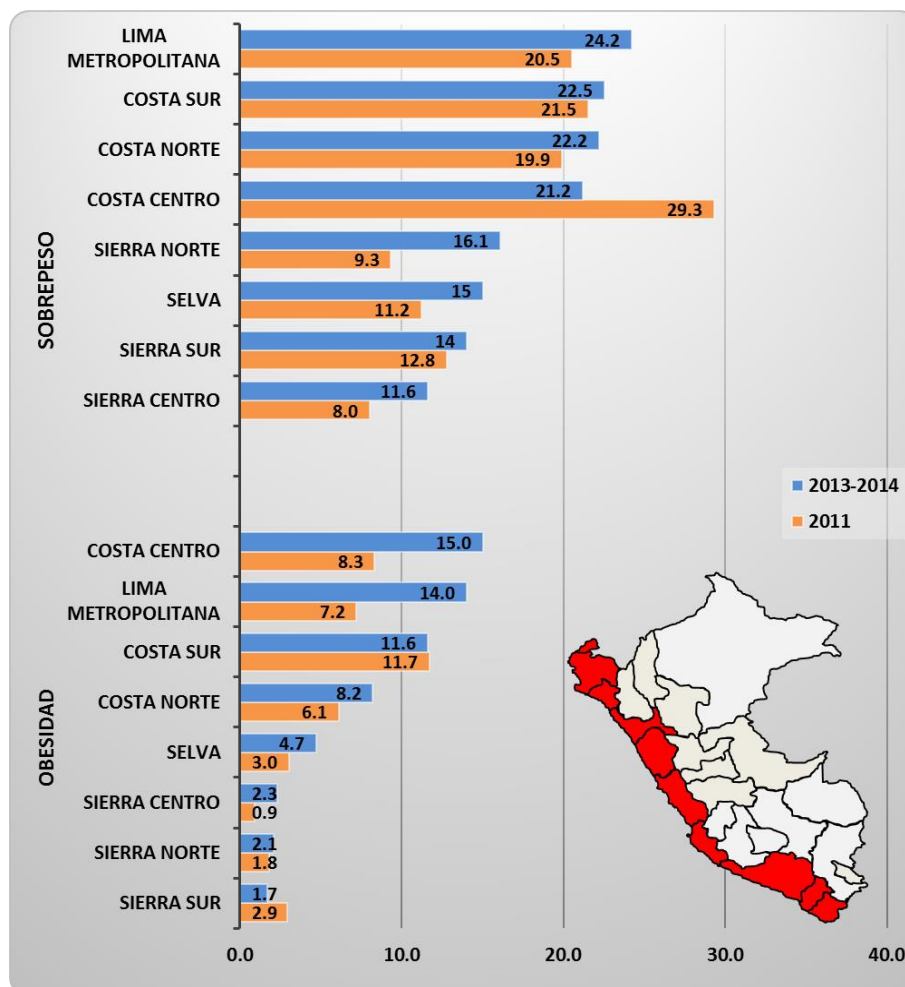 SOBREPESO
LIMA
METROPOLITANA
24.2
20.5
COSTA SUR
22.5
21.5
COSTA NORTE
22.2
19.9
COSTA CENTRO
21.2
29.3
SIERRA NORTE
16.1
9.3
SELVA
15
11.2
SIERRA SUR
14
12.8
SIERRA CENTRO
11.6
8.0
2013-2014
2011
OBESIDAD
COSTA CENTRO
15.0
8.3
LIMA
METROPOLITANA
14.0
7.2
COSTA SUR
11.6
11.7
COSTA NORTE
8.2
6.1
SELVA
4.7
3.0
SIERRA CENTRO
2.3
0.9
SIERRA NORTE
2.1
1.8
SIERRA SUR
1.7
2.9
0.0 10.0 20.0 30.0 40.0